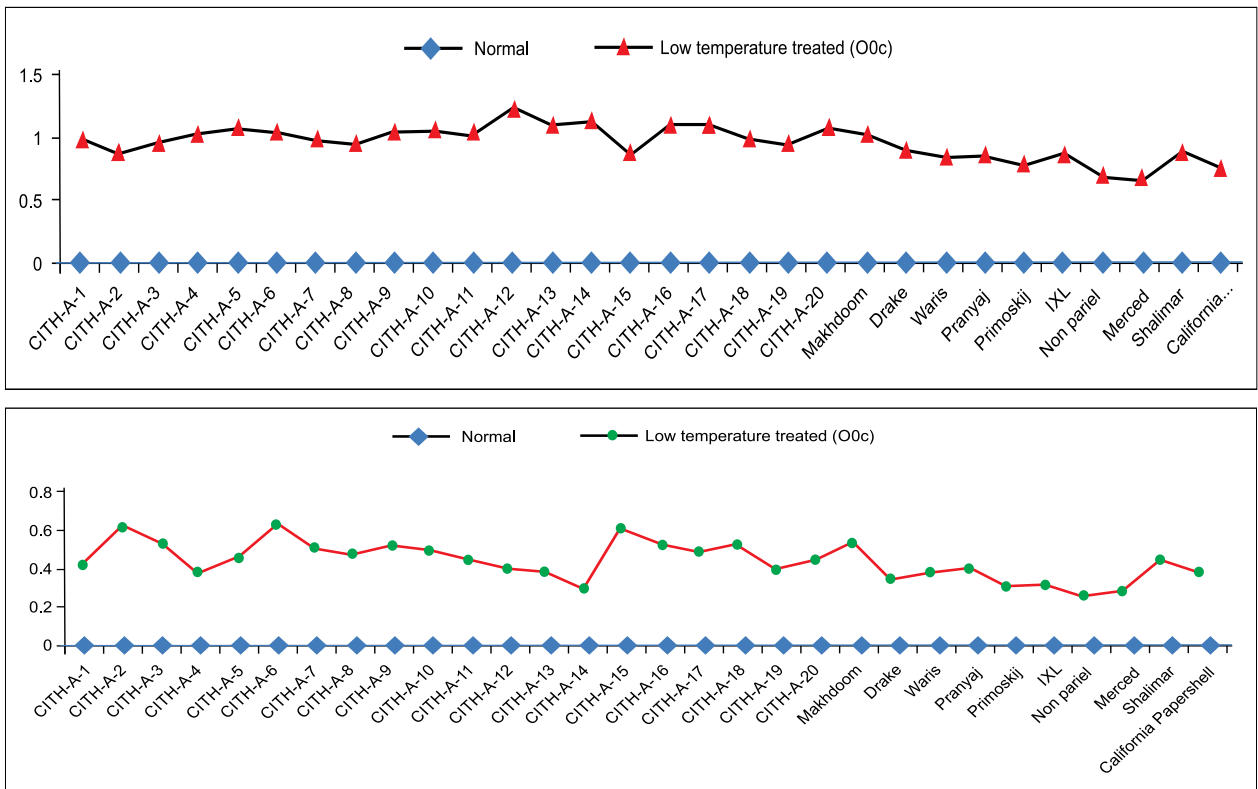 Normal Low temperature treated (O0c)
1.5
1
0.5
0
CITH-A-1 CITH-A-2 CITH-A-3 CITH-A-4 CITH-A-5 CITH-A-6 CITH-A-7 CITH-A-8 CITH-A-9 CITH-A-10 CITH-A-11 CITH-A-12 CITH-A-13 CITH-A-14 CITH-A-15 CITH-A-16 CITH-A-17 CITH-A-18 CITH-A-19 CITH-A-20 Makhdoom Drake Waris Pranyaj Primoskij IXL Non pariel Merced Shalimar California...
Normal Low temperature treated (O0c)
0.8
0.6
0.4
0.2
0
CITH-A-1 CITH-A-2 CITH-A-3 CITH-A-4 CITH-A-5 CITH-A-6 CITH-A-7 CITH-A-8 CITH-A-9 CITH-A-10 CITH-A-11 CITH-A-12 CITH-A-13 CITH-A-14 CITH-A-15 CITH-A-16 CITH-A-17 CITH-A-18 CITH-A-19 CITH-A-20 Makhdoom Drake Waris Pranyaj Primoskij IXL Non pariel Merced Shalimar California Papershell